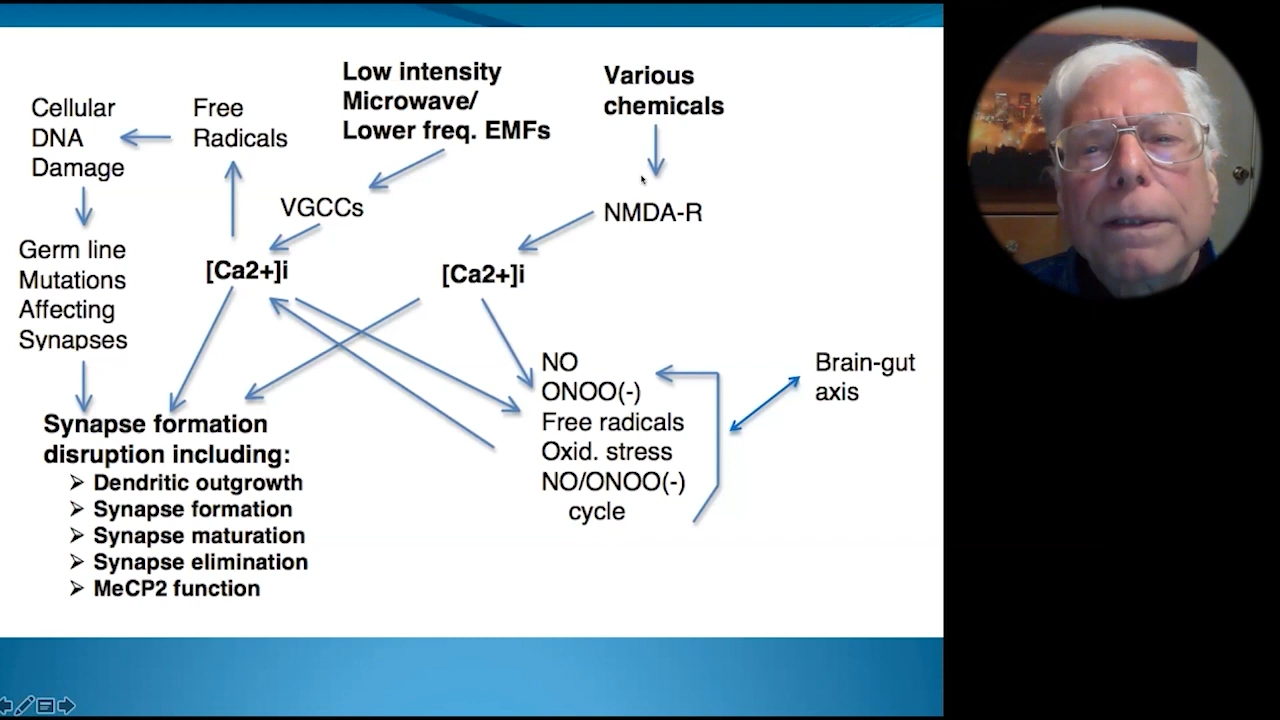 Low intensity
Microwave/
Lower freq. EMFs
Various
chemicals
Cellular
DNA
Damage
Free
Radicals
VGCCs
NMDA-R
Germ line
Mutations
Affecting
Synapses
[Ca2+]i
[Ca2+]i
NO
ONOO(-)
Free radicals
Oxid. stress
NO/ONOO(-)
cycle
Brain-gut
axis
Synapse formation
disruption including:
➢ Dendritic outgrowth
➢ Synapse formation
➢ Synapse maturation
➢ Synapse elimination
➢ MeCP2 function